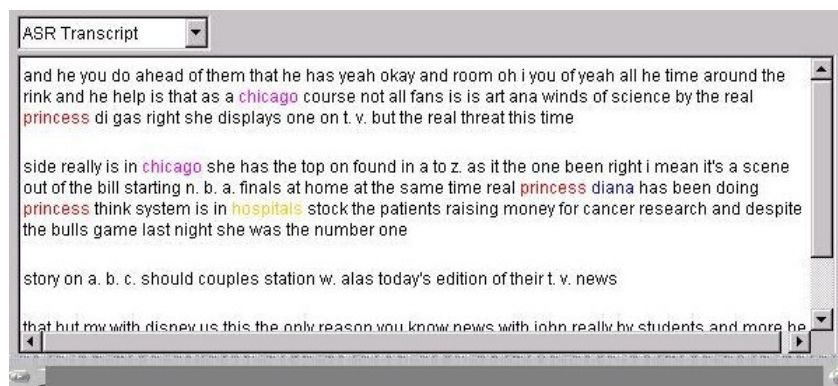 ASR Transcript
and he you do ahead of them that he has yeah okay and room oh i you of yeah all he time around the
rink and he help is that as a chicago course not all fans is is art ana winds of science by the real
princess di gas right she displays one on t. v. but the real threat this time
side really is in chicago she has the top on found in a to z. as it the one been right i mean it's a scene
out of the bill starting n. b. a. finals at home at the same time real princess diana has been doing
princess think system is in hospitals stock the patients raising money for cancer research and despite
the bulls game last night she was the number one
story on a. b. c. should couples station w. alas today's edition of their t. v. news
that but my with disney us this the only reason you know news with john really by students and more he